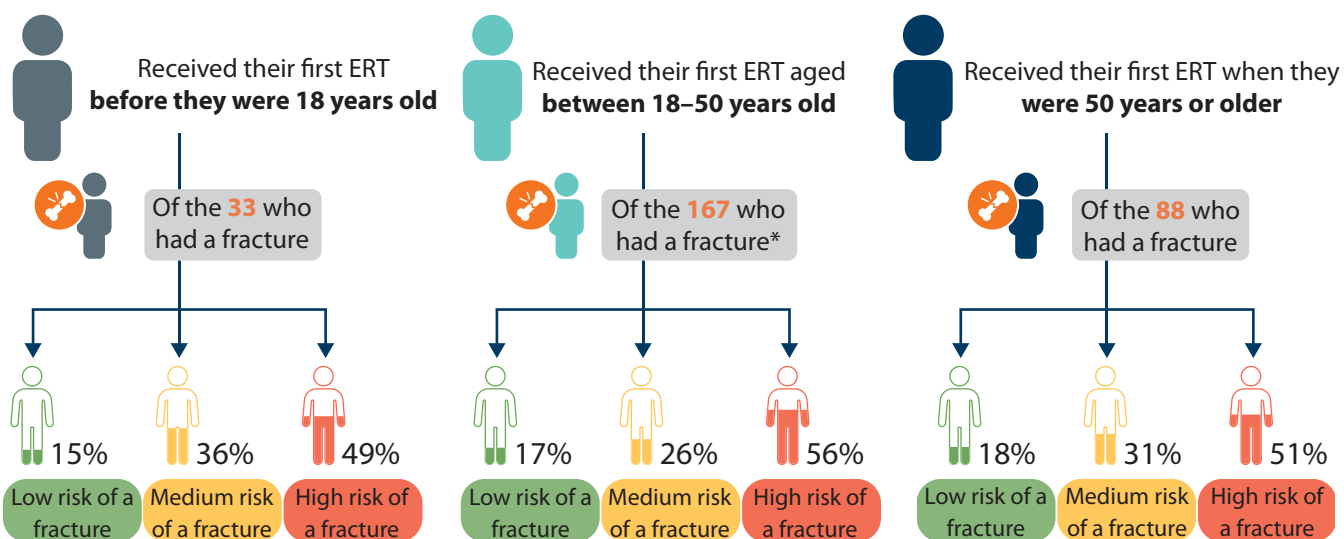 Received their first ERT
before they were 18 years old
Of the 33 who
had a fracture
15%
36%
49%
Low risk of a
fracture
Medium risk
of a fracture
High risk of
a fracture
Received their first ERT aged
between 18–50 years old
Of the 167 who
had a fracture*
17%
26%
56%
Low risk of a
fracture
Medium risk
of a fracture
High risk of
a fracture
Received their first ERT when they
were 50 years or older
Of the 88 who
had a fracture
18%
31%
51%
Low risk of a
fracture
Medium risk
of a fracture
High risk of
a fracture